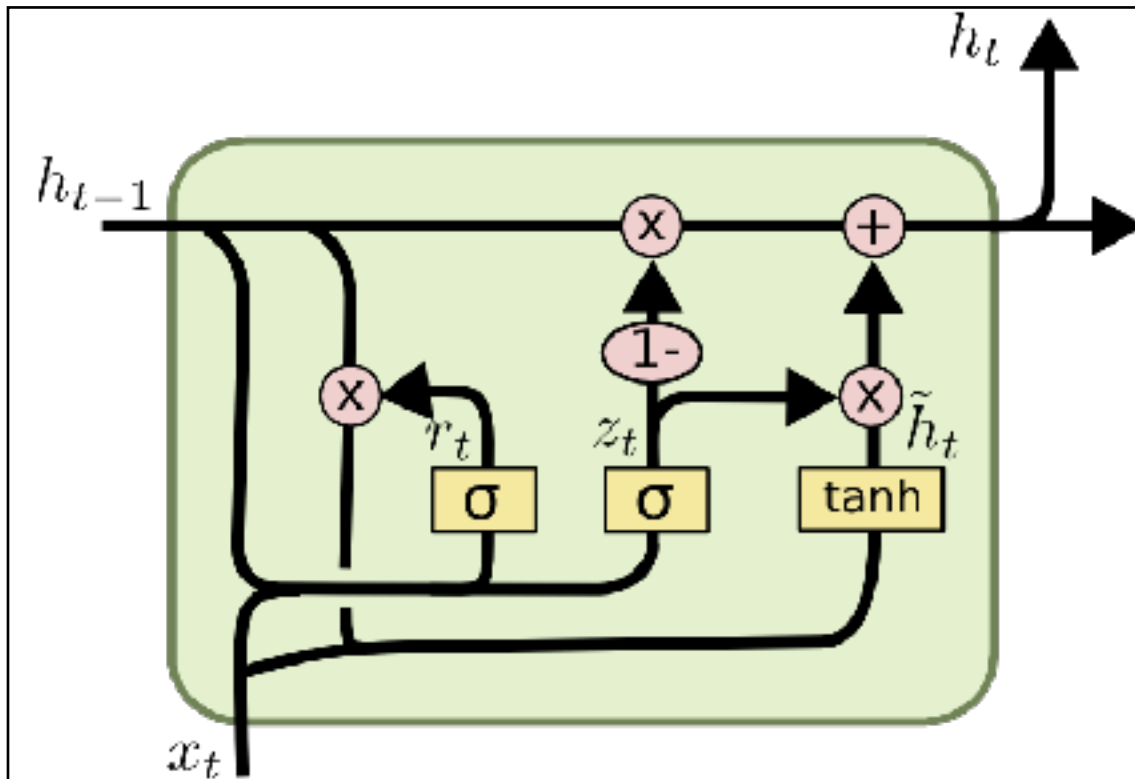 h_t
h_{t-1}
x +
1-
x x
r_t z_t h̃_t
σ σ tanh
x_t